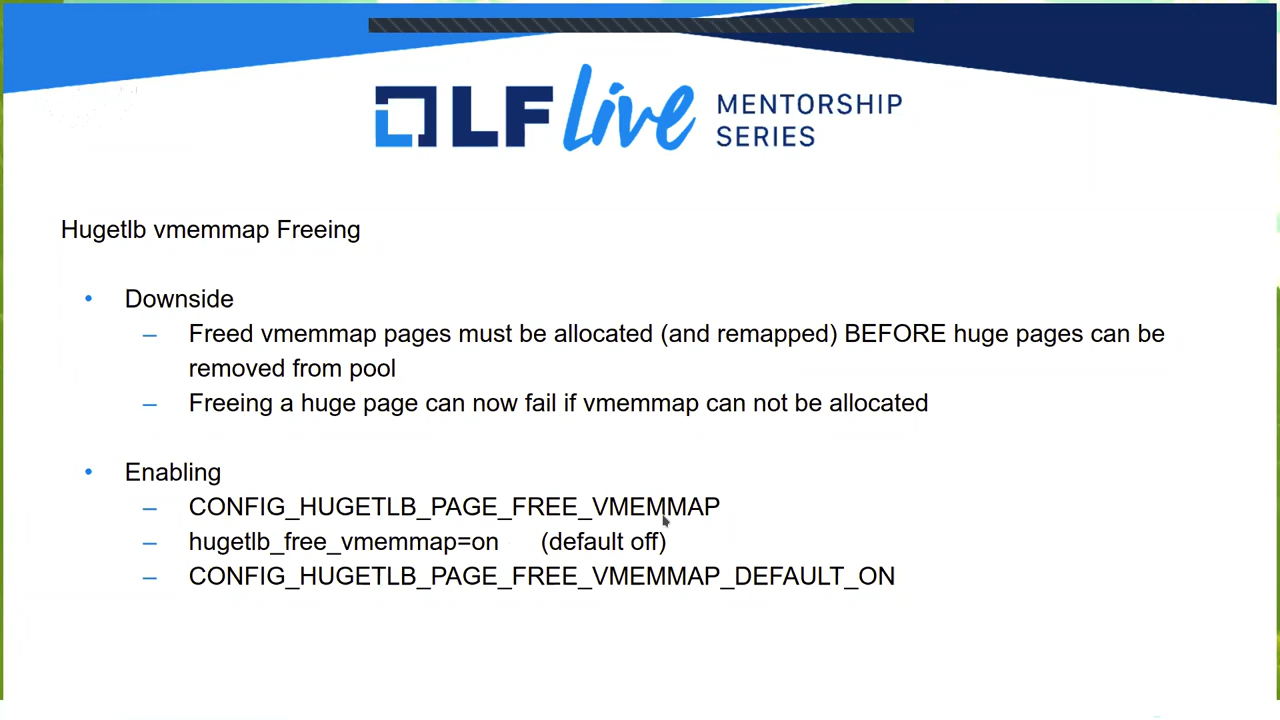 LF Live MENTORSHIP
SERIES
Hugetlb vmemmap Freeing
• Downside
– Freed vmemmap pages must be allocated (and remapped) BEFORE huge pages can be
removed from pool
– Freeing a huge page can now fail if vmemmap can not be allocated
• Enabling
– CONFIG_HUGETLB_PAGE_FREE_VMEMMAP
– hugetlb_free_vmemmap=on (default off)
– CONFIG_HUGETLB_PAGE_FREE_VMEMMAP_DEFAULT_ON